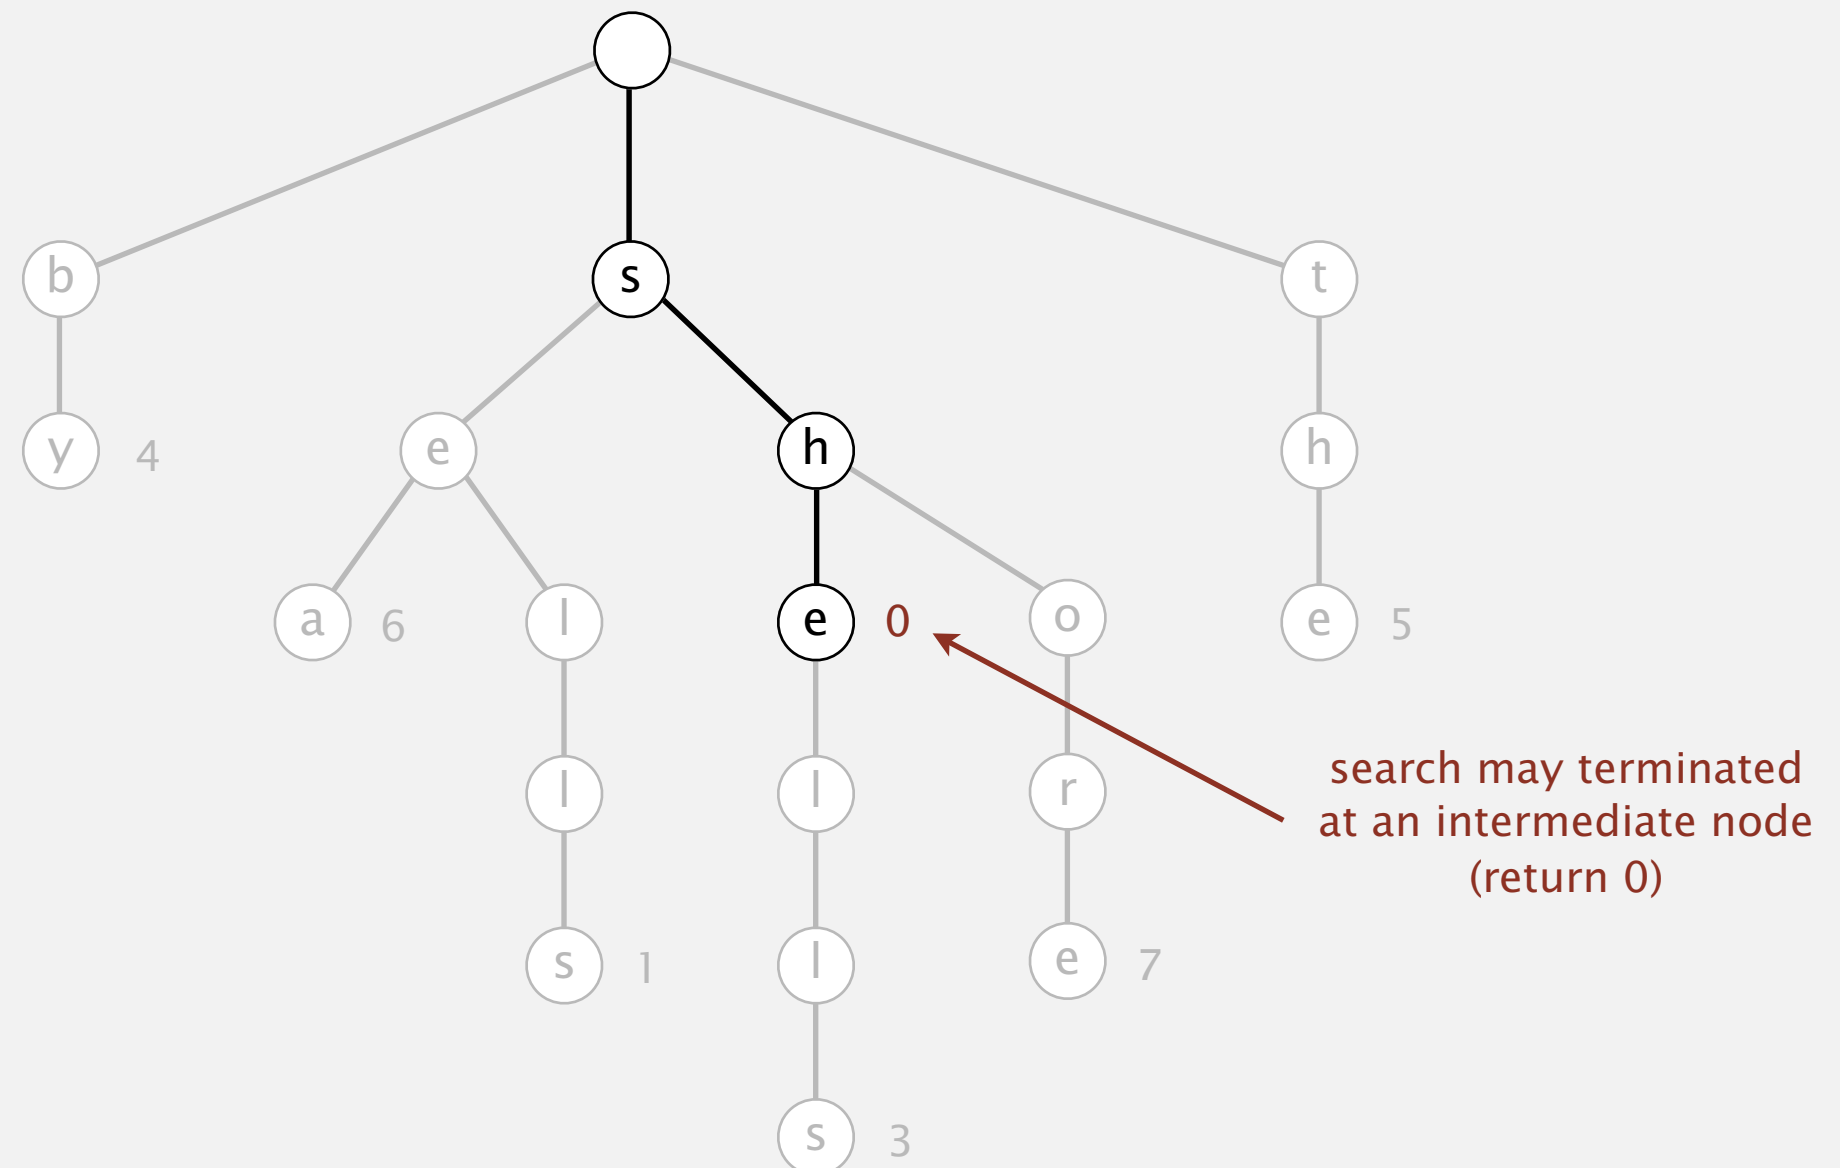 b s t
y 4 e h h
a 6 l e 0 o e 5
l l r
search may terminated
at an intermediate node
(return 0)
s 1 l e 7
s 3